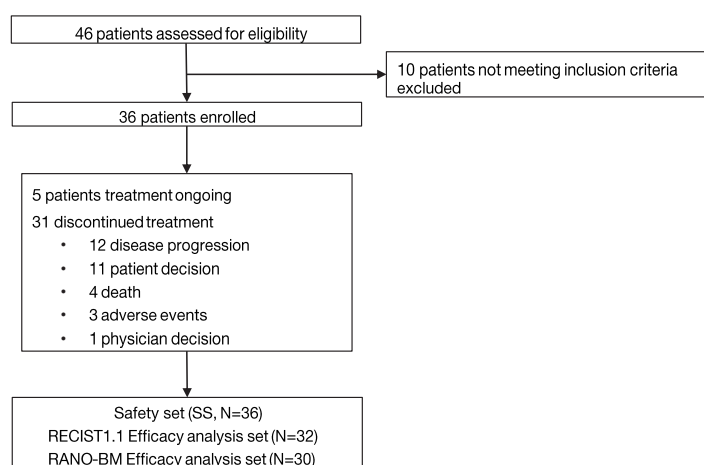 46 patients assessed for eligibility
10 patients not meeting inclusion criteria
excluded
36 patients enrolled
5 patients treatment ongoing
31 discontinued treatment
• 12 disease progression
• 11 patient decision
• 4 death
• 3 adverse events
• 1 physician decision
Safety set (SS, N=36)
RECIST1.1 Efficacy analysis set (N=32)
RANO-BM Efficacy analysis set (N=30)